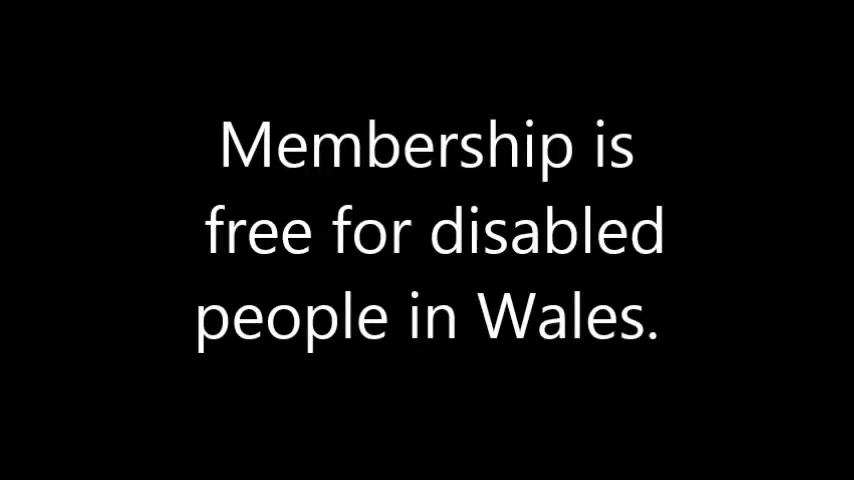 Membership is
free for disabled
people in Wales.